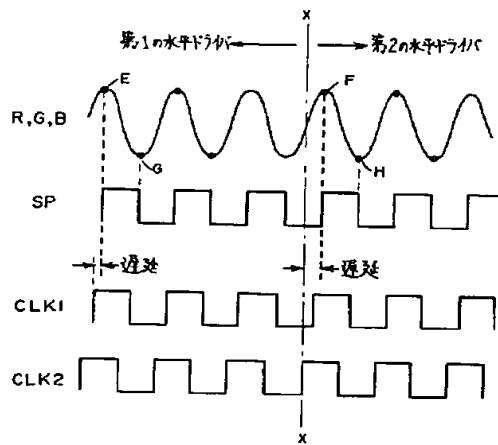 X
第1の水平ドライバ
第2の水平ドライバ
E
F
R,G,B
G
H
SP
遅延
遅延
CLK1
CLK2
X